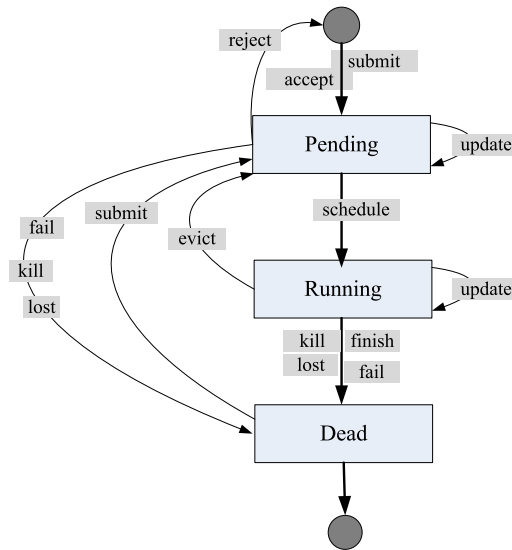 reject
submit
accept
Pending
update
schedule
submit
fail
evict
kill
Running
update
lost
kill
finish
lost
fail
Dead